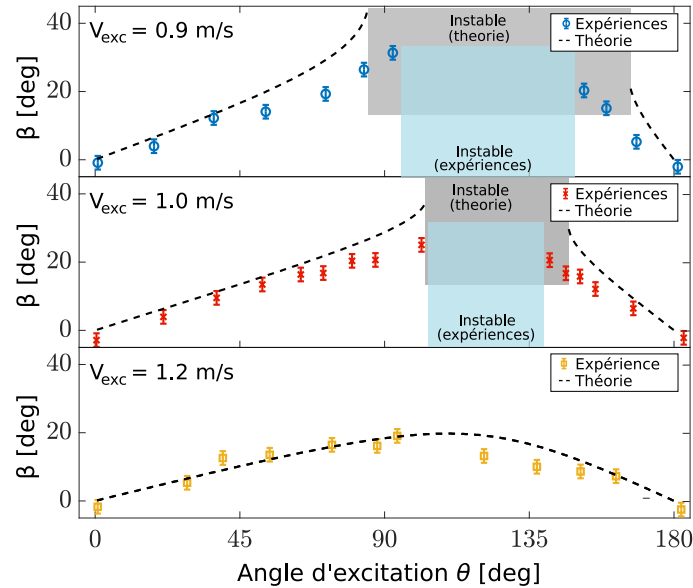 V_exc = 0.9 m/s
Instable
(theorie)
Expériences
Théorie
Instable
(expériences)
β [deg]
40
20
0
V_exc = 1.0 m/s
Instable
(theorie)
Expériences
Théorie
Instable
(expériences)
β [deg]
40
20
0
V_exc = 1.2 m/s
Expérience
Théorie
β [deg]
40
20
0
0 45 90 135 180
Angle d'excitation θ [deg]